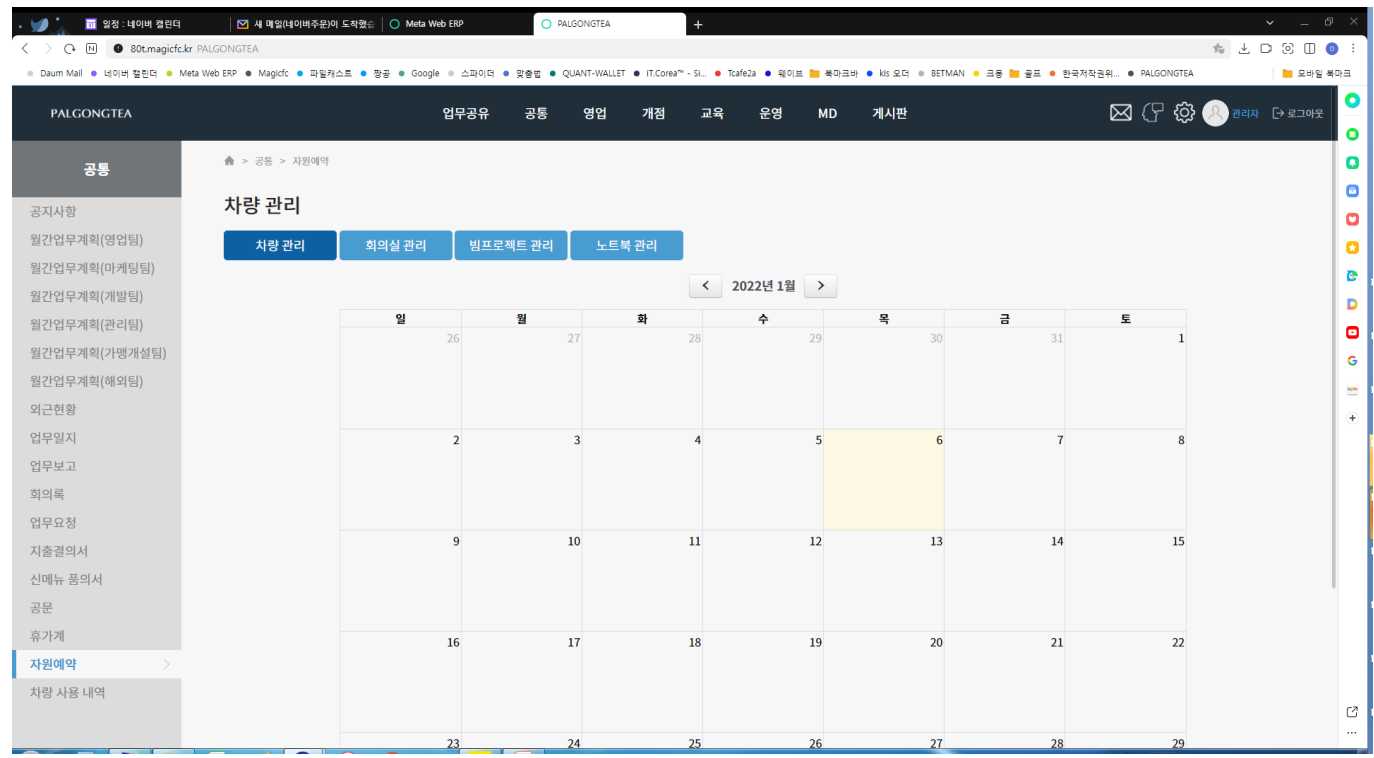 일정 : 네이버 캘린더
새 메일(네이버주문)이 도착했습
Meta Web ERP
PALGONGTEA
80t.magicfc.kr PALGONGTEA
Daum Mail 네이버 캘린더 Meta Web ERP Magicfc 파일캐스트 짱공 Google 스파이더 맞춤법 QUANT-WALLET iT.Corea™ - Si... Tcafe2a 웨이브 북마크바 kis 오디 BETMAN 크롱 골프 한국저작권위... PALGONGTEA 모바일 북마크
PALGONGTEA
업무공유 공통 영업 개점 교육 운영 MD 게시판
관리자 로그아웃
공통
공지사항
월간업무계획(영업팀)
월간업무계획(마케팅팀)
월간업무계획(개발팀)
월간업무계획(관리팀)
월간업무계획(가맹개설팀)
월간업무계획(해외팀)
외근현황
업무일지
업무보고
회의록
업무요청
지출결의서
신메뉴 품의서
공문
휴가계
자원예약 >
차량 사용 내역
> 공통 > 자원예약
차량 관리
차량 관리 회의실 관리 빔프로젝트 관리 노트북 관리
< 2022년 1월 >
일 월 화 수 목 금 토
26 27 28 29 30 31 1
2 3 4 5 6 7 8
9 10 11 12 13 14 15
16 17 18 19 20 21 22
23 24 25 26 27 28 29